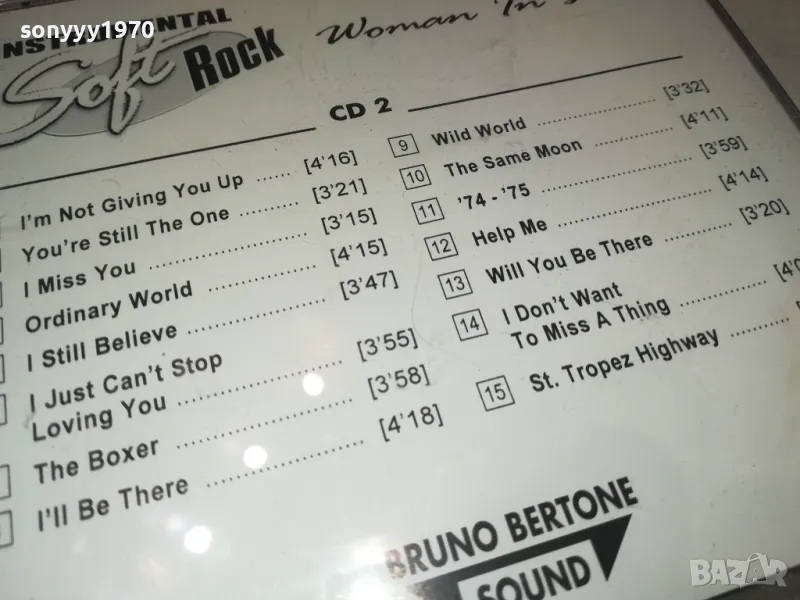 sonyyy1970
Soft Rock
Woman 'In
CD 2
I'm Not Giving You Up ...... [4'16]
You're Still The One ............ [3'21]
I Miss You ............................ [3'15]
Ordinary World .................... [4'15]
I Still Believe ........................ [3'47]
I Just Can't Stop
Loving You ............................ [3'55]
The Boxer ............................ [3'58]
I'll Be There .......................... [4'18]
9 Wild World ........................ [3'32]
10 The Same Moon .............. [4'11]
11 '74 - '75 ............................ [3'59]
12 Help Me ............................ [4'14]
13 Will You Be There ............ [3'20]
14 I Don't Want
To Miss A Thing ................
15 St. Tropez Highway ..........
BRUNO BERTONE
SOUND
BAZAR